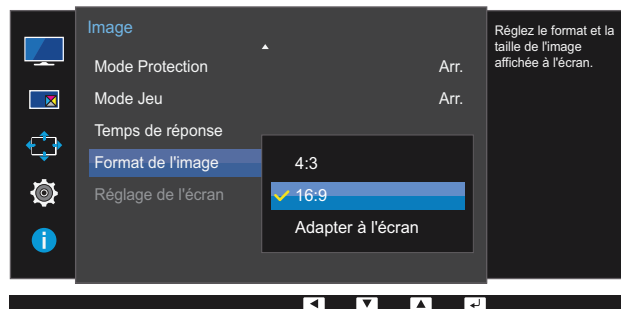 Image
Réglez le format et la
taille de l'image
affichée à l'écran.
Mode Protection Arr.
Mode Jeu Arr.
Temps de réponse
Format de l'image
4:3
Réglage de l'écran
16:9
Adapter à l'écran